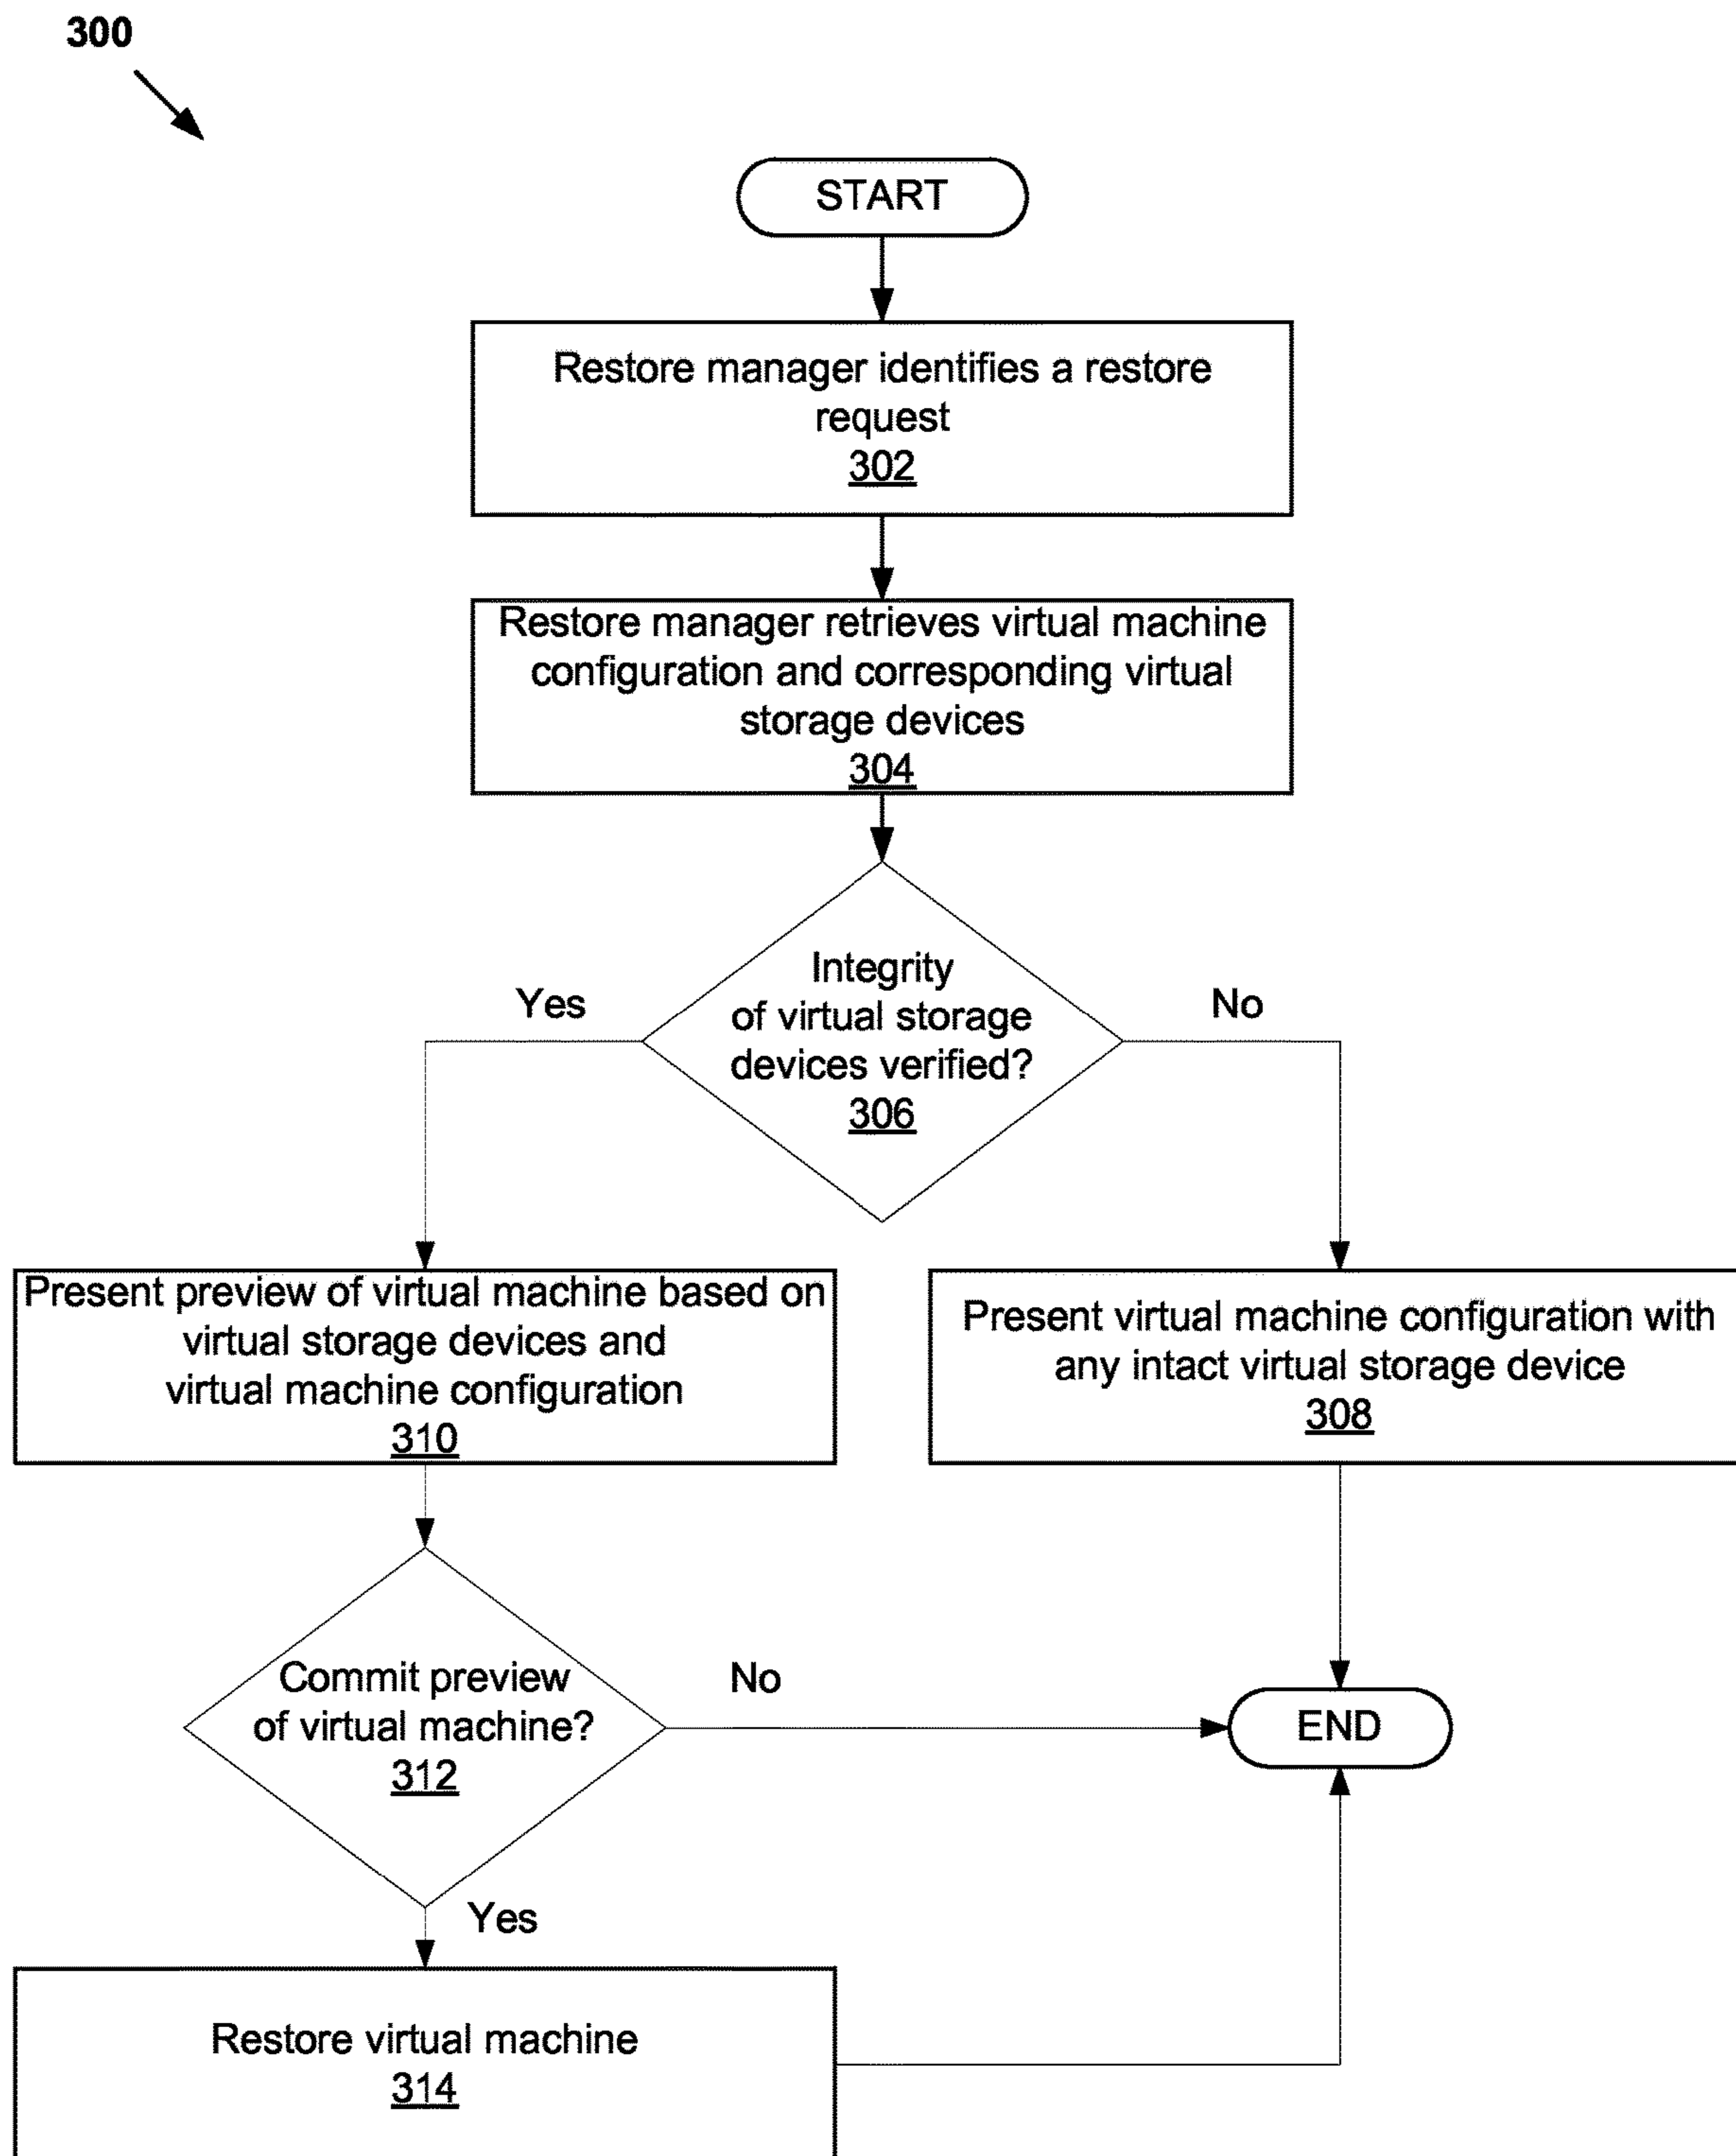 300
START
Restore manager identifies a restore
request
302
Restore manager retrieves virtual machine
configuration and corresponding virtual
storage devices
304
Integrity
of virtual storage
devices verified?
306
Yes
No
Present preview of virtual machine based on
virtual storage devices and
virtual machine configuration
310
Present virtual machine configuration with
any intact virtual storage device
308
Commit preview
of virtual machine?
312
No
END
Yes
Restore virtual machine
314